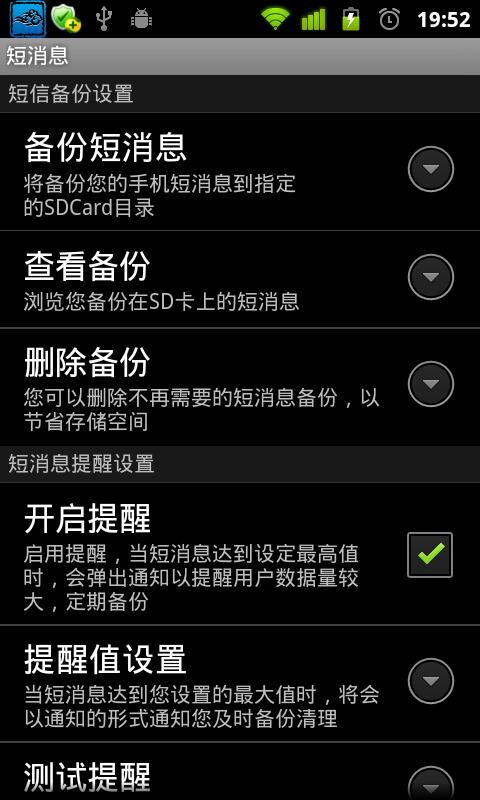 19:52
短消息
短信备份设置
备份短消息
将备份您的手机短消息到指定
的SDCard目录
查看备份
浏览您备份在SD卡上的短消息
删除备份
您可以删除不再需要的短消息备份，以
节省存储空间
短消息提醒设置
开启提醒
启用提醒，当短消息达到设定最高值
时，会弹出通知以提醒用户数据量较
大，定期备份
提醒值设置
当短消息达到您设置的最大值时，将会
以通知的形式通知您及时备份清理
测试提醒